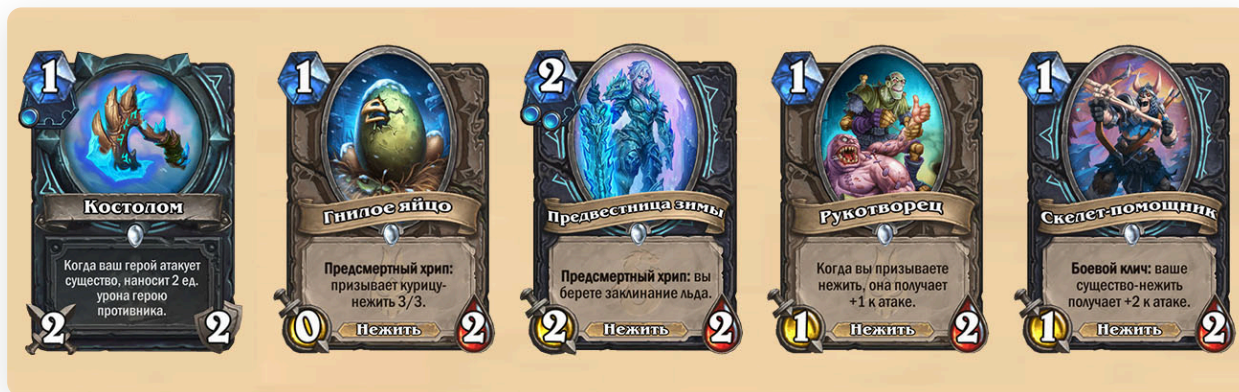 1
Костолом
Когда ваш герой атакует
существо, наносит 2 ед.
урона герою
противника.
2
2
1
Гнилое яйцо
Предсмертный хрип:
призывает курицу-
нежить 3/3.
0
Нежить
2
2
Предвестница зимы
Предсмертный хрип: вы
берете заклинание льда.
2
Нежить
2
1
Рукотворец
Когда вы призываете
нежить, она получает
+1 к атаке.
1
Нежить
2
1
Скелет-помощник
Боевой клич: ваше
существо-нежить
получает +2 к атаке.
1
Нежить
2